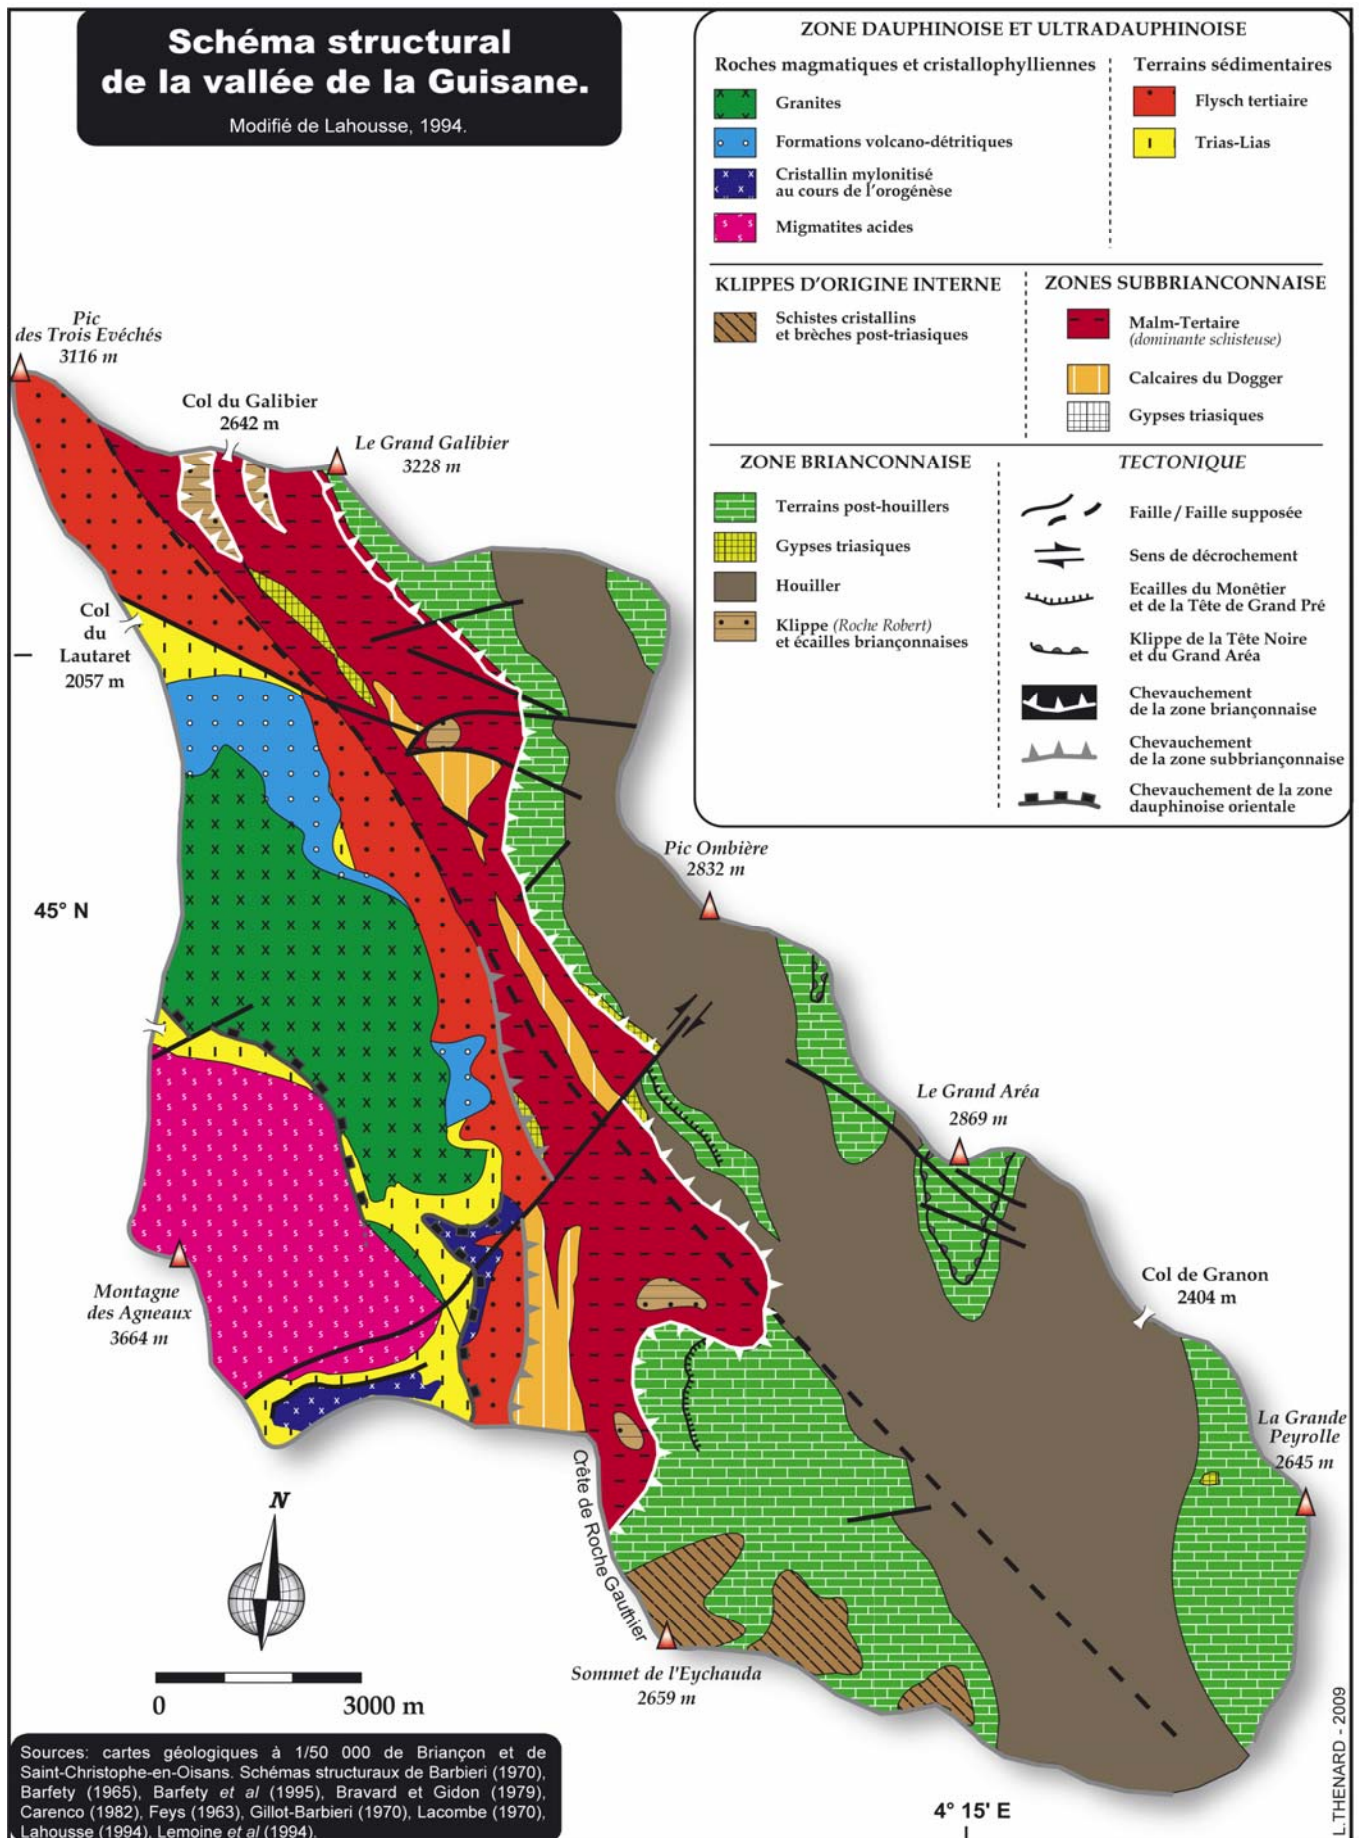 Schéma structural
de la vallée de la Guisane.
Modifié de Lahousse, 1994.
ZONE DAUPHINOISE ET ULTRADAUPHINOISE
Roches magmatiques et cristallophylliennes
Granites
Formations volcano-détritiques
Cristallin mylonitisé
au cours de l'orogénèse
Migmatites acides
Terrains sédimentaires
Flysch tertiaire
Trias-Lias
KLIPPES D'ORIGINE INTERNE
Schistes cristallins
et brèches post-triasiques
ZONES SUBBRIANCONNAISE
Malm-Tertaire
(dominante schisteuse)
Calcaires du Dogger
Gypses triasiques
ZONE BRIANCONNAISE
Terrains post-houillers
Gypses triasiques
Houiller
Klippe (Roche Robert)
et écailles briançonnaises
TECTONIQUE
Faille / Faille supposée
Sens de décrochement
Ecailles du Monêtier
et de la Tête de Grand Pré
Klippe de la Tête Noire
et du Grand Aréa
Chevauchement
de la zone briançonnaise
Chevauchement
de la zone subbriançonnaise
Chevauchement de la zone
dauphinoise orientale
Pic
des Trois Evéchés
3116 m
Col du Galibier
2642 m
Le Grand Galibier
3228 m
Col
du
Lautaret
2057 m
Pic Ombière
2832 m
45° N
Le Grand Aréa
2869 m
Montagne
des Agneaux
3664 m
Col de Granon
2404 m
La Grande
Peyrolle
2645 m
Crête de Roche Gauthier
N
Sommet de l'Eychauda
2659 m
0 3000 m
4° 15' E
Sources: cartes géologiques à 1/50 000 de Briançon et de
Saint-Christophe-en-Oisans. Schémas structuraux de Barbieri (1970),
Barfety (1965), Barfety et al (1995), Bravard et Gidon (1979),
Carenco (1982), Feys (1963), Gillot-Barbieri (1970), Lacombe (1970),
Lahousse (1994), Lemoine et al (1994).
L.THENARD - 2009